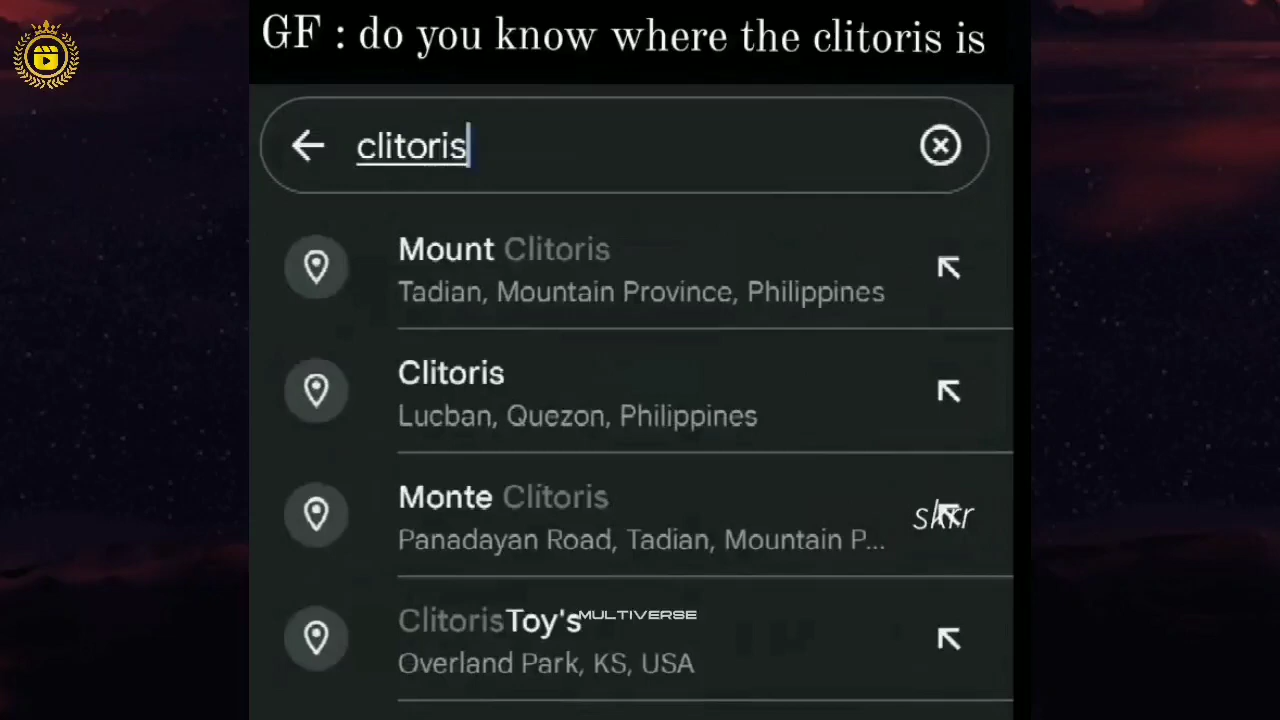 GF : do you know where the clitoris is
clitoris
Mount Clitoris
Tadian, Mountain Province, Philippines
Clitoris
Lucban, Quezon, Philippines
Monte Clitoris
Panadayan Road, Tadian, Mountain P...
skrr
ClitorisToy's
MULTIVERSE
Overland Park, KS, USA